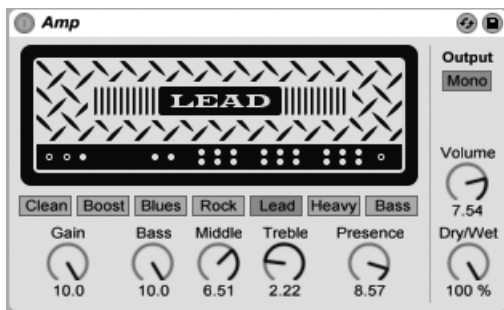 Amp
Output
Mono
LEAD
Volume
7.54
Clean Boost Blues Rock Lead Heavy Bass
Gain Bass Middle Treble Presence Dry/Wet
10.0 10.0 6.51 2.22 8.57 100 %